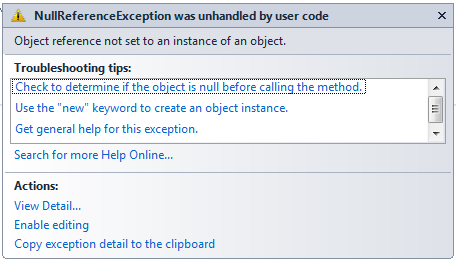 NullReferenceException was unhandled by user code
Object reference not set to an instance of an object.
Troubleshooting tips:
Check to determine if the object is null before calling the method.
Use the "new" keyword to create an object instance.
Get general help for this exception.
Search for more Help Online...
Actions:
View Detail...
Enable editing
Copy exception detail to the clipboard